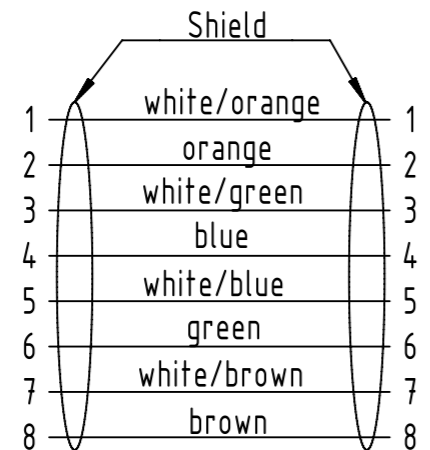 Shield
1 white/orange 1
2 orange 2
3 white/green 3
4 blue 4
5 white/blue 5
6 green 6
7 white/brown 7
8 brown 8